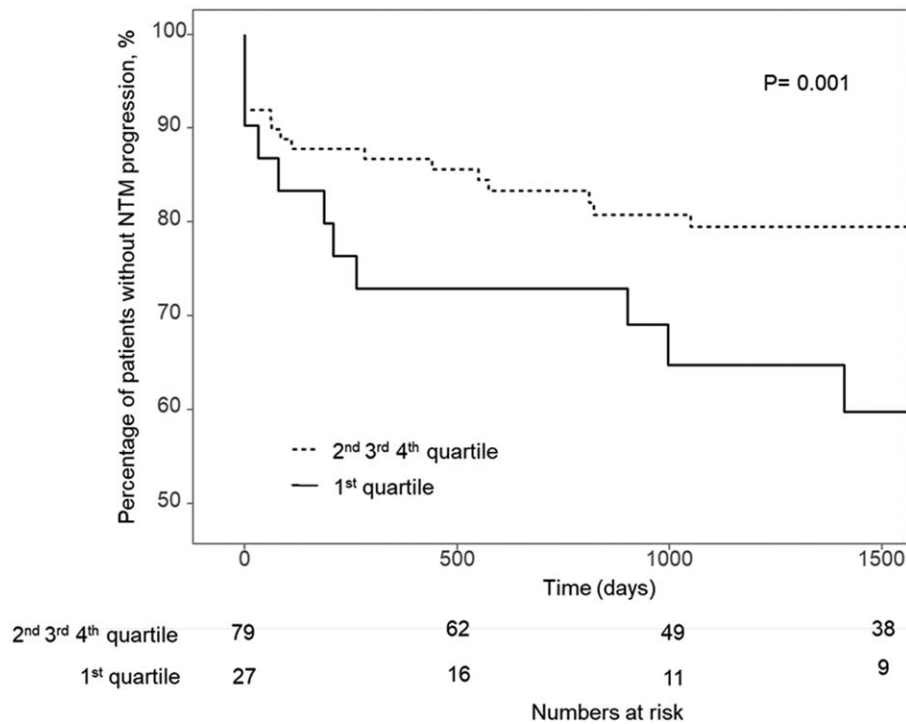 Percentage of patients without NTM progression, %
100
90
80
70
60
50
P= 0.001
2nd 3rd 4th quartile
1st quartile
0 500 1000 1500
Time (days)
2nd 3rd 4th quartile 79 62 49 38
1st quartile 27 16 11 9
Numbers at risk